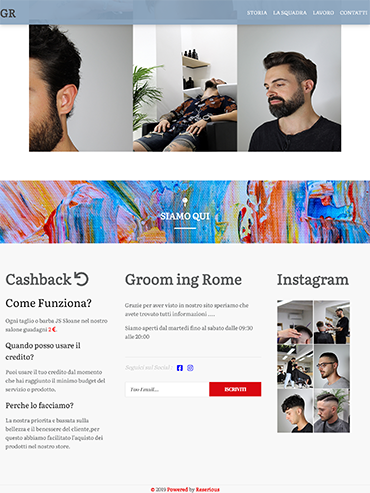 GR
STORIA LA SQUADRA LAVORO CONTATTI
SIAMO QUI
Cashback
Come Funziona?
Ogni taglio o barba JS Sloane nel nostro
salone guadagni 2 €.
Quando posso usare il
credito?
Puoi usare il tuo credito dal momento
che hai raggiunto il minimo budget del
servizio o prodotto.
Perche lo facciamo?
La nostra priorita e basata sulla
bellezza e il benessere del cliente,per
questo abbiamo facilitato l'aquisto dei
prodotti nel nostro store.
Groom ing Rome
Grazie per aver visto in nostro sito speriamo che
avete trovato tutti informazioni .....
Siamo aperti dal martedi fino al sabato dalle 09:30
alle 20:00
Seguici sui Social :
Your Email...
ISCRIVITI
Instagram
© 2019 Powered by Reserious